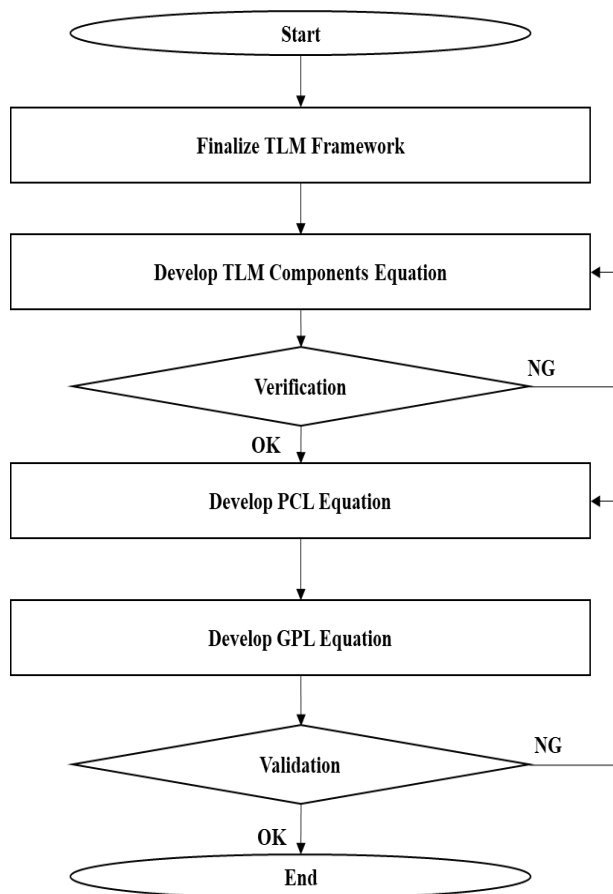 Start
Finalize TLM Framework
Develop TLM Components Equation
Verification
NG
OK
Develop PCL Equation
Develop GPL Equation
NG
Validation
OK
End